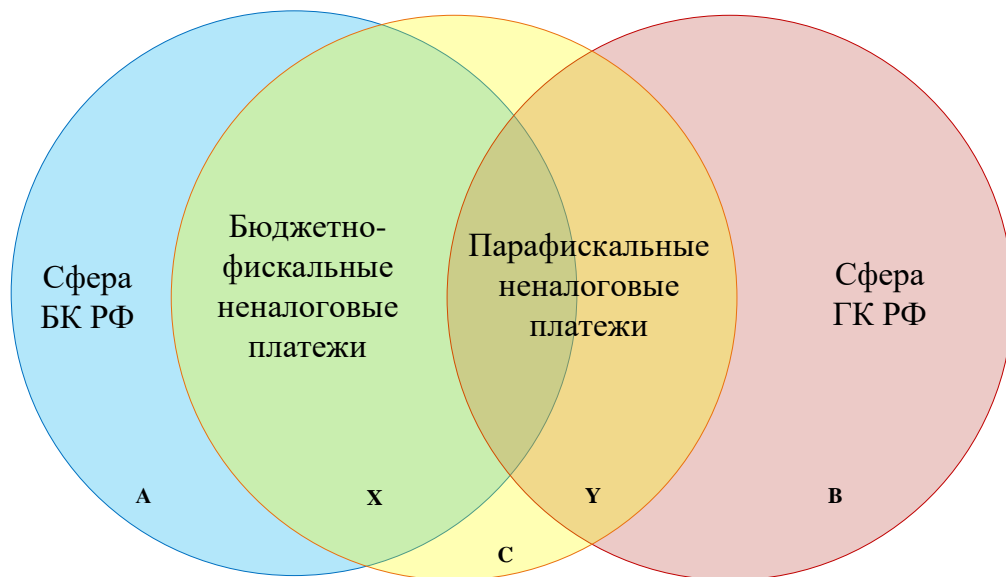 Сфера
БК РФ
Бюджетно-
фискальные
неналоговые
платежи
Парафискальные
неналоговые
платежи
Сфера
ГК РФ
A
X
C
Y
B